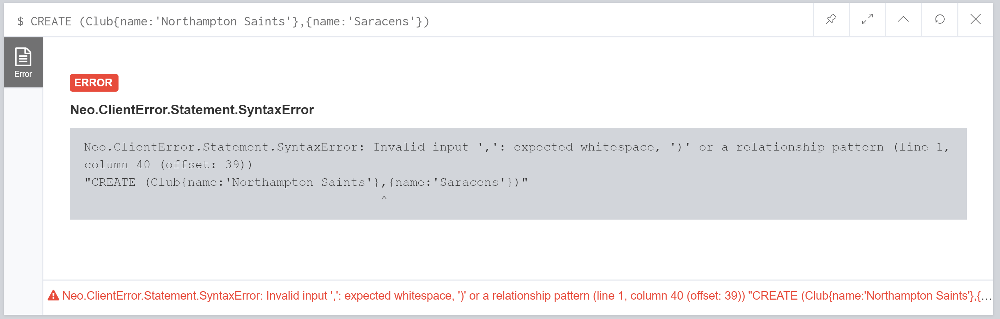 $ CREATE (Club{name:'Northampton Saints'},{name:'Saracens'})
Error
ERROR
Neo.ClientError.Statement.SyntaxError
Neo.ClientError.Statement.SyntaxError: Invalid input ',': expected whitespace, ')' or a relationship pattern (line 1,
column 40 (offset: 39))
"CREATE (Club{name:'Northampton Saints'},{name:'Saracens'})"
^
Neo.ClientError.Statement.SyntaxError: Invalid input ',': expected whitespace, ')' or a relationship pattern (line 1, column 40 (offset: 39)) "CREATE (Club{name:'Northampton Saints'},{...